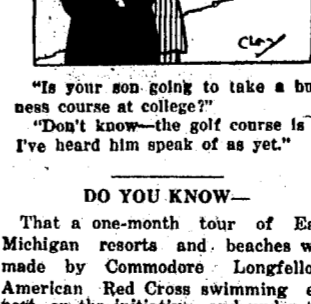 Clay
"Is your son going to take a bu
ness course at college?"
"Don't know—the golf course is
I've heard him speak of as yet."
DO YOU KNOW—
That a one-month tour of Ea
Michigan resorts and beaches w
made by Commodore Longfello
American Red Cross swimming e